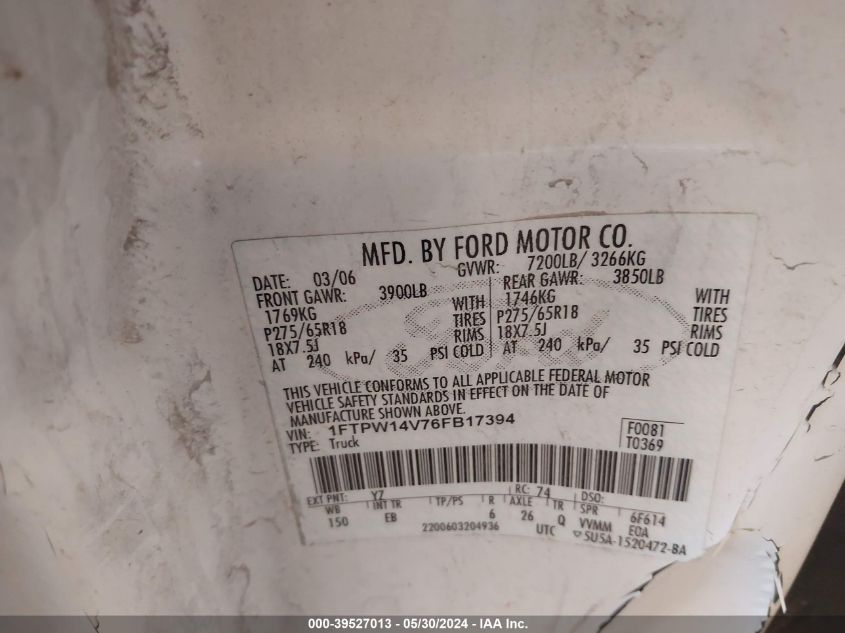 MFD. BY FORD MOTOR CO.
DATE: 03/06 GVWR: 7200LB/ 3266KG
FRONT GAWR: 3900LB REAR GAWR: 3850LB
1769KG WITH 1746KG WITH
P275/65R18 TIRES P275/65R18 TIRES
18X7.5J RIMS 18X7.5J RIMS
AT 240 kPa/ 35 PSI COLD AT 240 kPa/ 35 PSI COLD
THIS VEHICLE CONFORMS TO ALL APPLICABLE FEDERAL MOTOR
VEHICLE SAFETY STANDARDS IN EFFECT ON THE DATE OF
MANUFACTURE SHOWN ABOVE.
VIN: 1FTPW14V76FB17394 F0081
TYPE: Truck T0369
EXT PNT: YZ RC: 74 DSO:
WB INT TR TP/PS R AXLE TR SPR 6F614
150 EB 6 26 Q VVMM EOA
2200603204936 UTC ▽5USA-1520472-BA
Ford
000-39527013 - 05/30/2024 - IAA Inc.